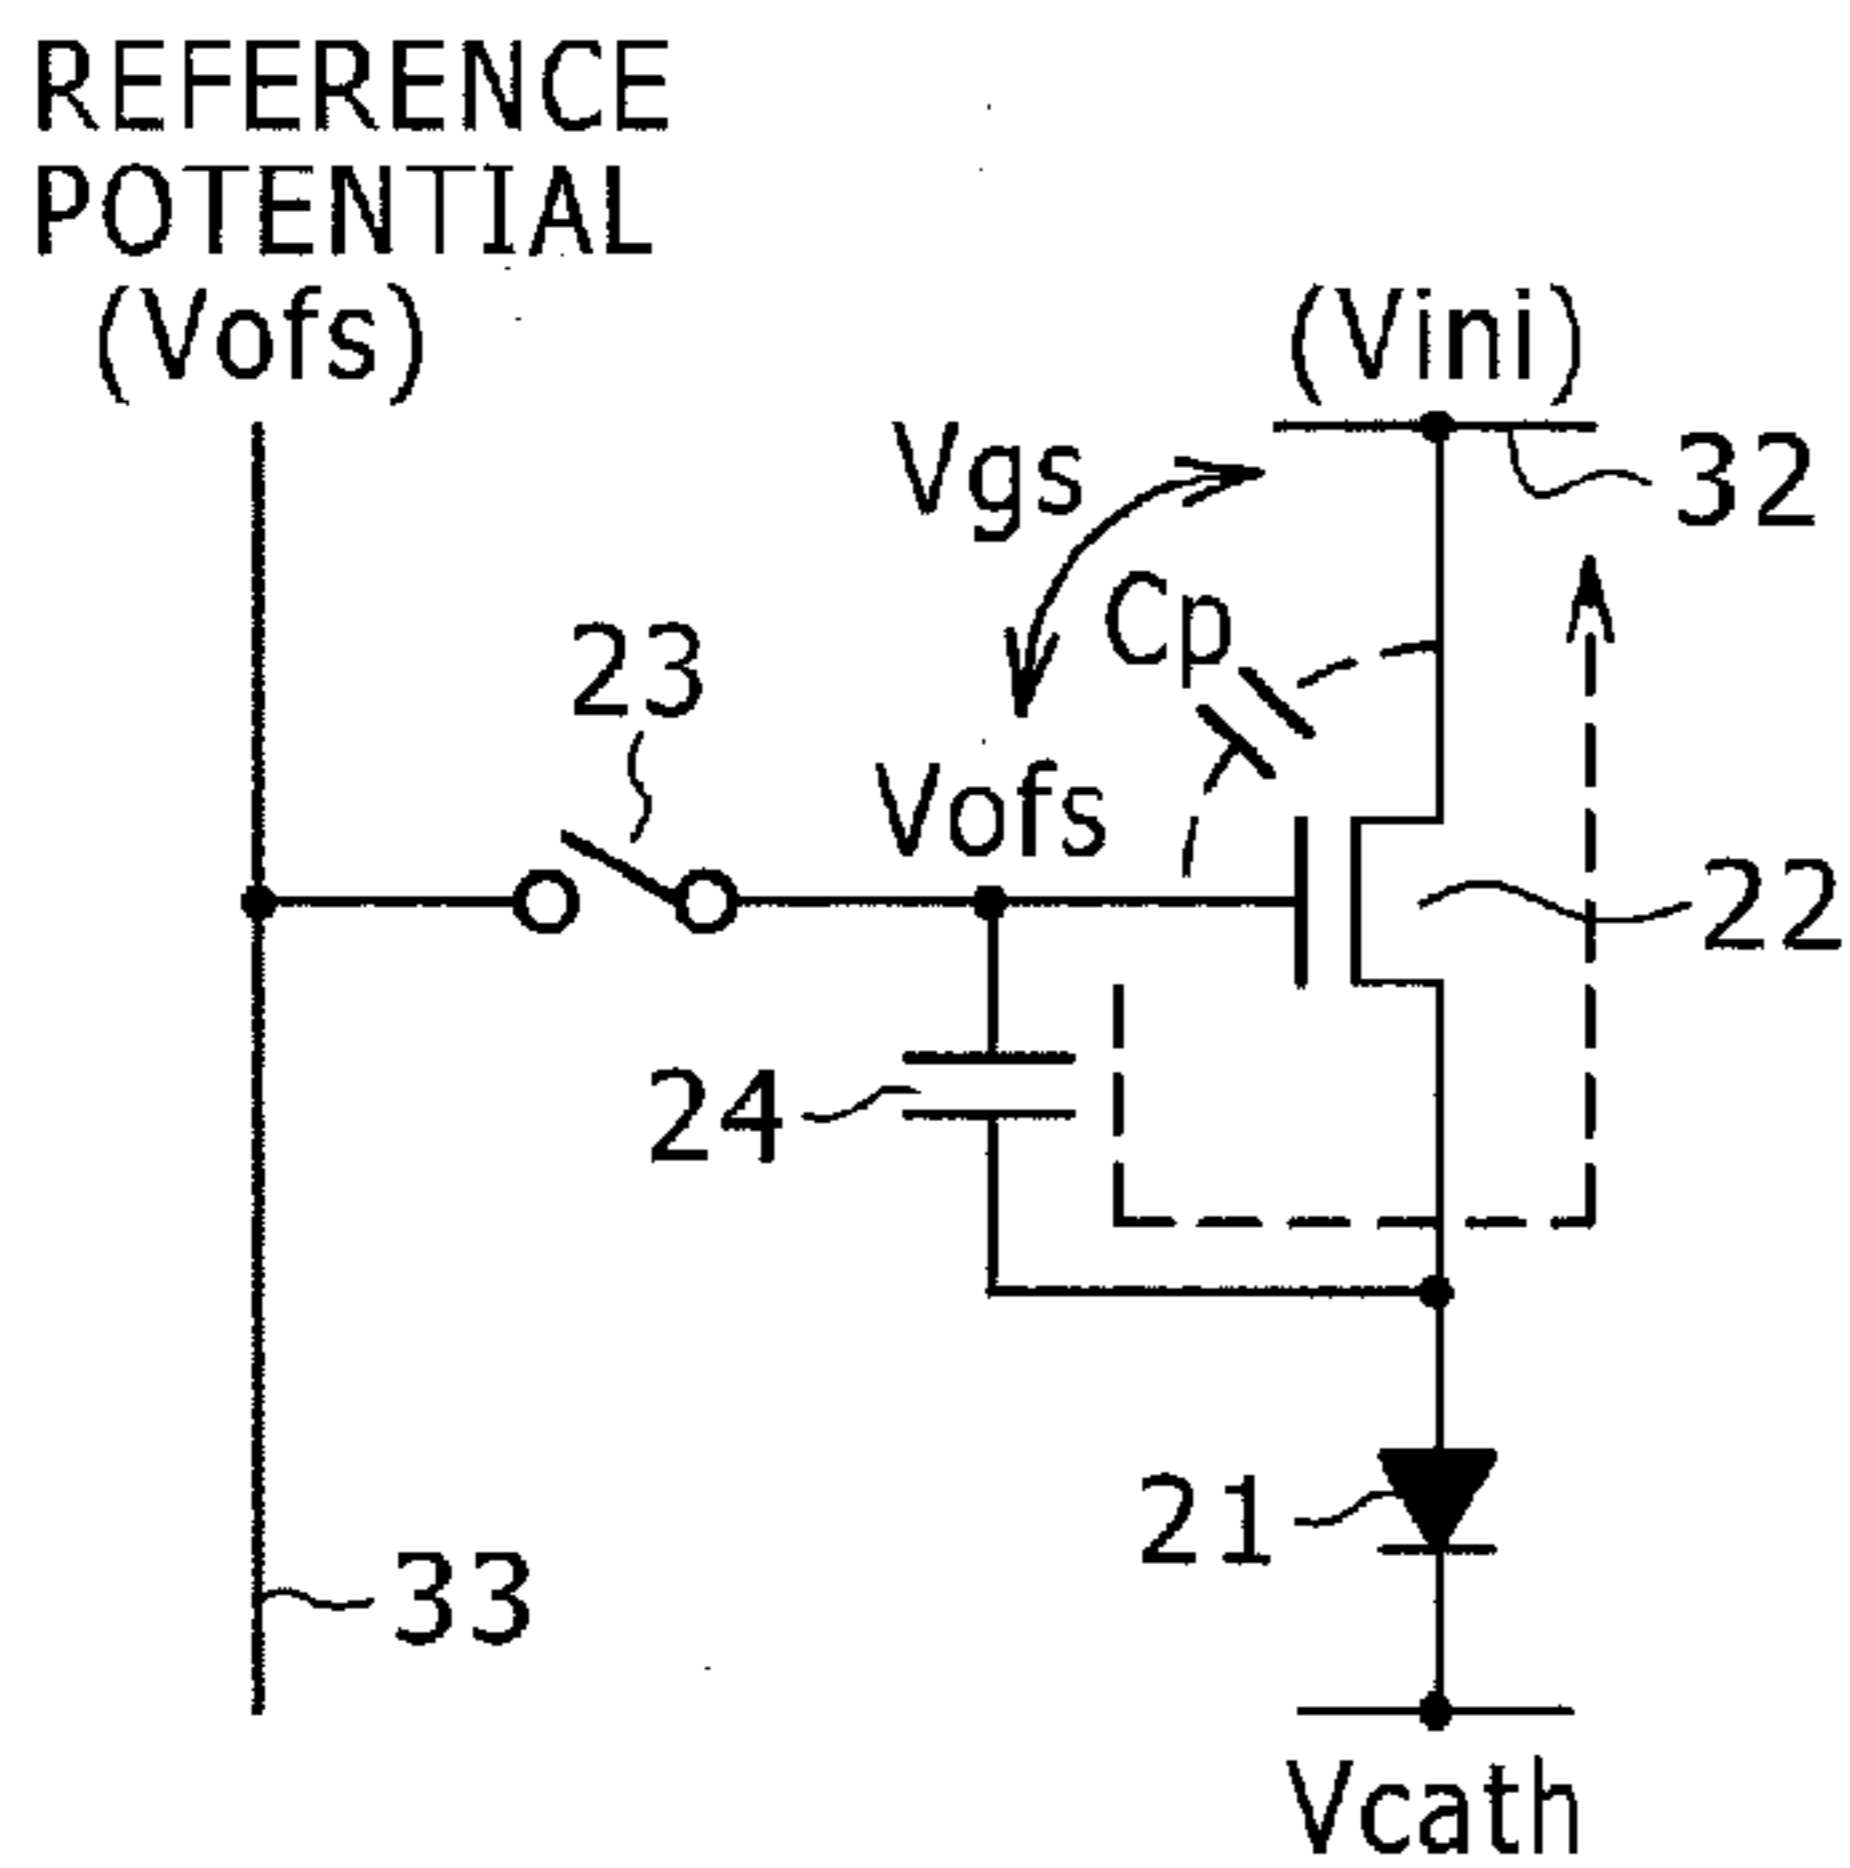 REFERENCE
POTENTIAL
(Vofs)
(Vini)
Vgs
32
Cp
23
Vofs
22
24
21
33
Vcath